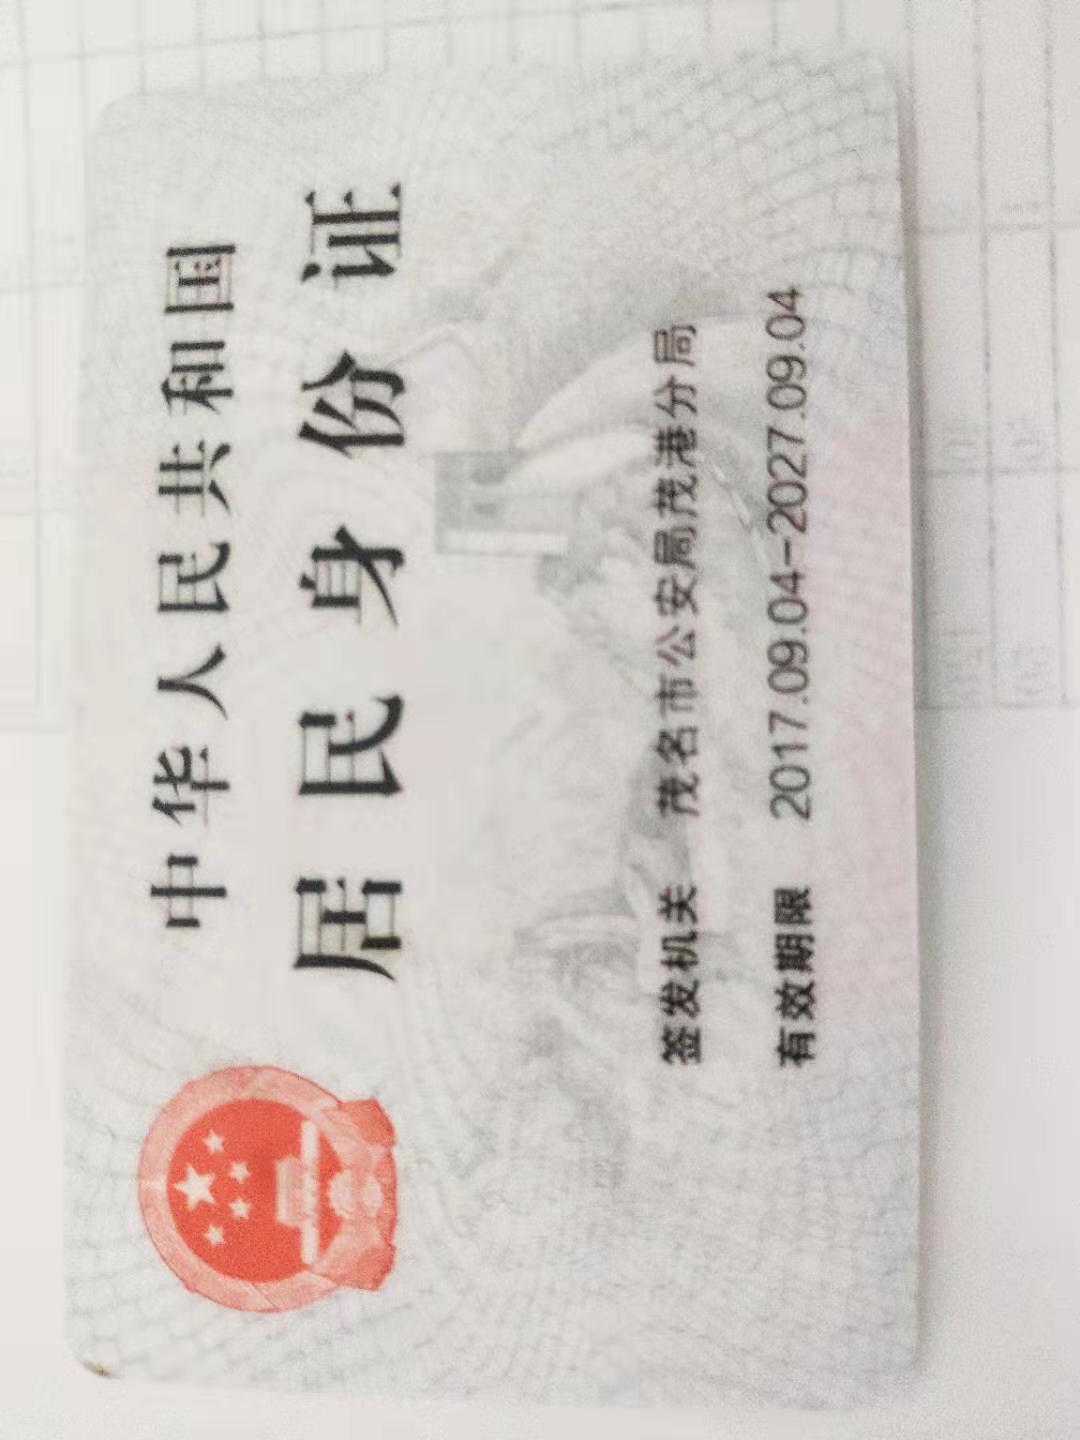 中华人民共和国
居民身份证
签发机关 茂名市公安局茂港分局
有效期限 2017.09.04-2027.09.04